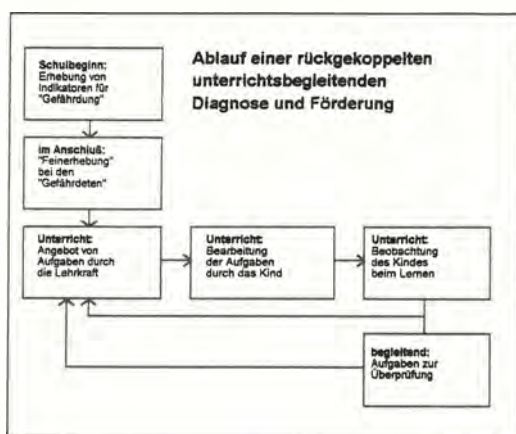 Ablauf einer rückgekoppelten
unterrichtsbegleitenden
Diagnose und Förderung
Schulbeginn:
Erhebung von
Indikatoren für
"Gefährdung"
im Anschluß:
"Feinerhebung"
bei den
"Gefährdeten"
Unterricht:
Angebot von
Aufgaben durch
die Lehrkraft
Unterricht:
Bearbeitung
der Aufgaben
durch das Kind
Unterricht:
Beobachtung
des Kindes
beim Lernen
begleitend:
Aufgaben zur
Überprüfung